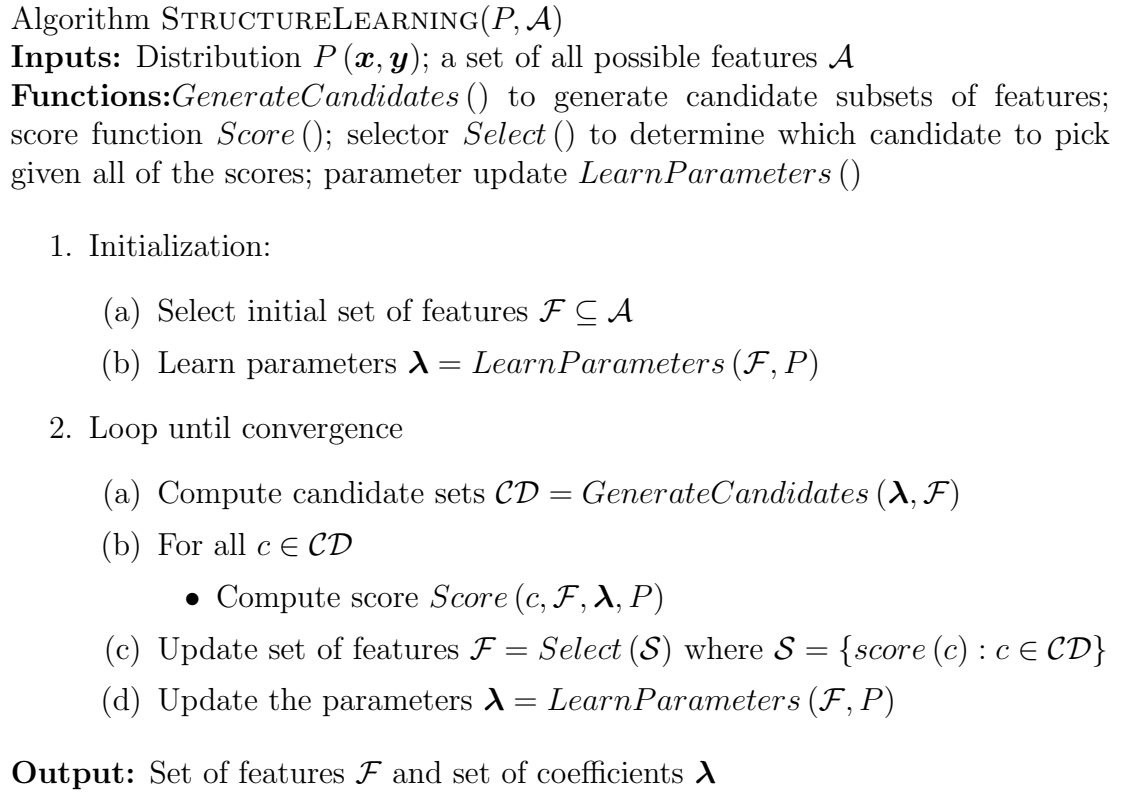 Algorithm STRUCTURELEARNING(P, 𝒜)
Inputs: Distribution P (𝒙, 𝒚); a set of all possible features 𝒜
Functions:GenerateCandidates () to generate candidate subsets of features;
score function Score (); selector Select () to determine which candidate to pick
given all of the scores; parameter update LearnParameters ()
1. Initialization:
(a) Select initial set of features ℱ ⊆ 𝒜
(b) Learn parameters 𝝀 = LearnParameters (ℱ, P)
2. Loop until convergence
(a) Compute candidate sets 𝒞𝒟 = GenerateCandidates (𝝀, ℱ)
(b) For all c ∈ 𝒞𝒟
• Compute score Score (c, ℱ, 𝝀, P)
(c) Update set of features ℱ = Select (𝒮) where 𝒮 = {score (c) : c ∈ 𝒞𝒟}
(d) Update the parameters 𝝀 = LearnParameters (ℱ, P)
Output: Set of features ℱ and set of coefficients 𝝀